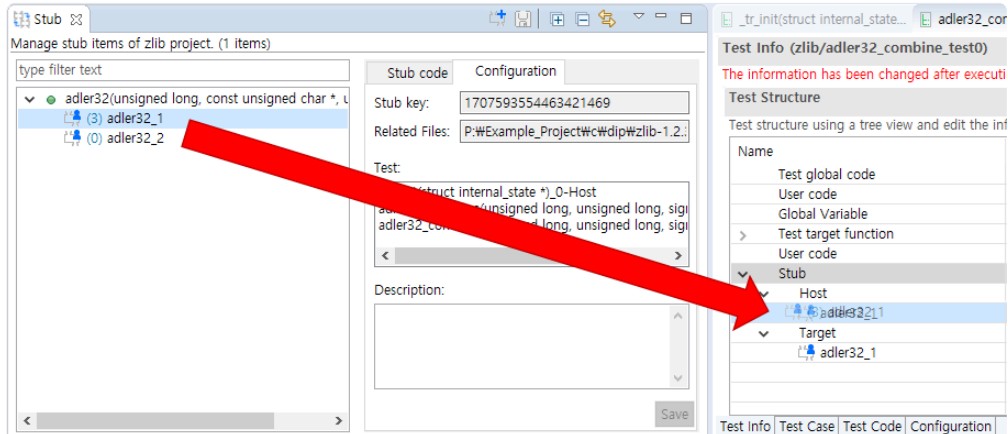 Stub
Manage stub items of zlib project. (1 items)
type filter text
adler32(unsigned long, const unsigned char *, u
(3) adler32_1
(0) adler32_2
Stub code
Configuration
Stub key:
1707593554463421469
Related Files:
P:₩Example_Project₩c₩dip₩zlib-1.2.
Test:
(struct internal_state *)_0-Host
(unsigned long, unsigned long, sig
adler32_com
long, unsigned long, sig
Description:
Save
_tr_init(struct internal_state...
adler32_com
Test Info (zlib/adler32_combine_test0)
The information has been changed after executi
Test Structure
Test structure using a tree view and edit the inf
Name
Test global code
User code
Global Variable
Test target function
User code
Stub
Host
Target
adler32_1
Test Info
Test Case
Test Code
Configuration